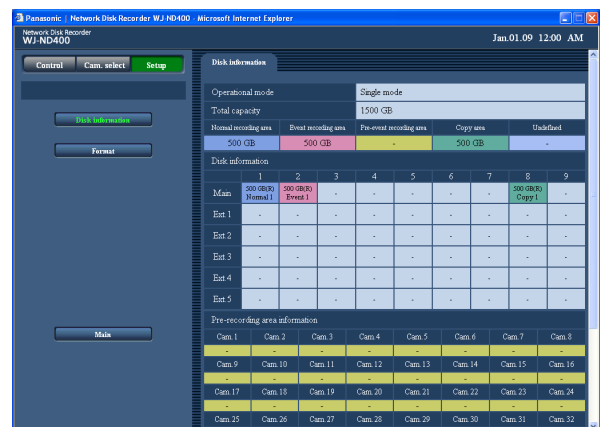 Panasonic | Network Disk Recorder WJ-ND400 - Microsoft Internet Explorer
Network Disk Recorder
WJ-ND400
Jan.01.09 12:00 AM
Control Cam. select Setup
Disk information
Disk information
Format
Main
Operational mode Single mode
Total capacity 1500 GB
Normal recording area Event recording area Pre-event recording area Copy area Undefined
500 GB 500 GB - 500 GB -
Disk information
1 2 3 4 5 6 7 8 9
Main 500 GB(R) Normal 1 500 GB(R) Event 1 - - - - - 500 GB(R) Copy 1 -
Ext.1 - - - - - - - - -
Ext.2 - - - - - - - - -
Ext.3 - - - - - - - - -
Ext.4 - - - - - - - - -
Ext.5 - - - - - - - - -
Pre-recording area information
Cam.1 Cam.2 Cam.3 Cam.4 Cam.5 Cam.6 Cam.7 Cam.8
- - - - - - - -
Cam.9 Cam.10 Cam.11 Cam.12 Cam.13 Cam.14 Cam.15 Cam.16
- - - - - - - -
Cam.17 Cam.18 Cam.19 Cam.20 Cam.21 Cam.22 Cam.23 Cam.24
- - - - - - - -
Cam.25 Cam.26 Cam.27 Cam.28 Cam.29 Cam.30 Cam.31 Cam.32